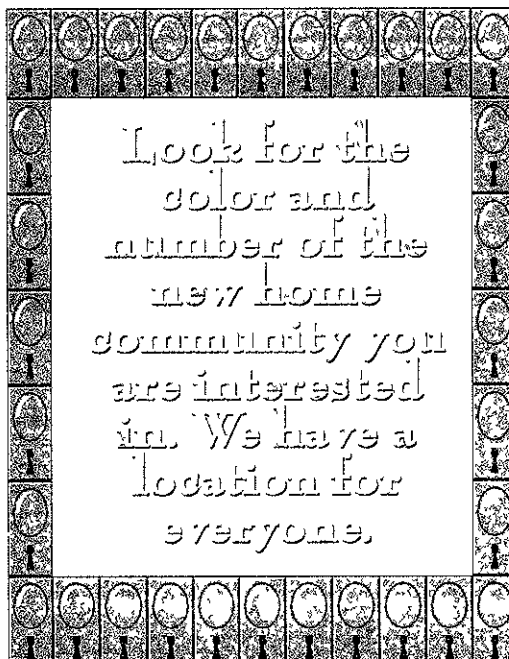 Look for the
color and
number of the
new home
community you
are interested
in. We have a
location for
everyone.